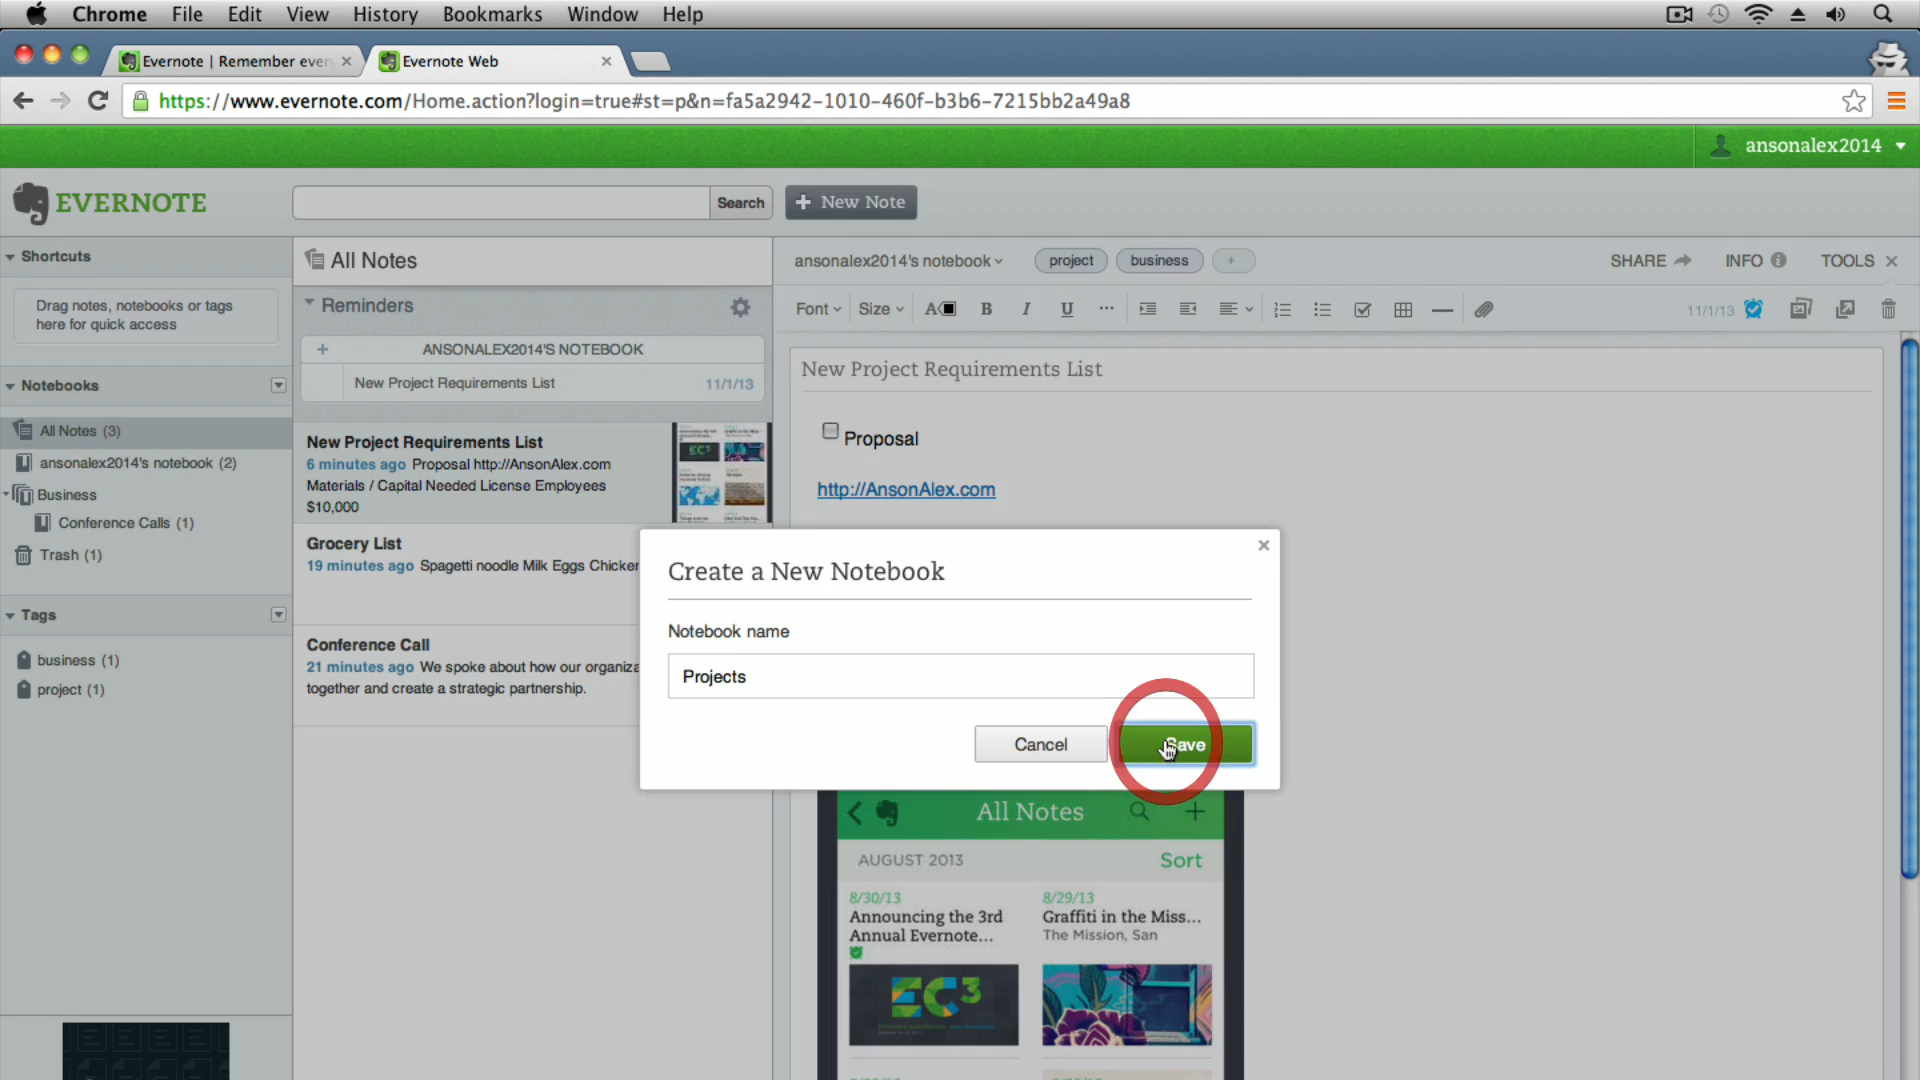 Chrome File Edit View History Bookmarks Window Help
Evernote | Remember ever
Evernote Web
https://www.evernote.com/Home.action?login=true#st=p&n=fa5a2942-1010-460f-b3b6-7215bb2a49a8
ansonalex2014
EVERNOTE
Search
+ New Note
Shortcuts
Drag notes, notebooks or tags
here for quick access
Notebooks
All Notes (3)
ansonalex2014's notebook (2)
Business
Conference Calls (1)
Trash (1)
Tags
business (1)
project (1)
All Notes
Reminders
+ ANSONALEX2014'S NOTEBOOK
New Project Requirements List 11/1/13
New Project Requirements List
6 minutes ago Proposal http://AnsonAlex.com
Materials / Capital Needed License Employees
$10,000
Grocery List
19 minutes ago Spagetti noodle Milk Eggs Chicken
Conference Call
21 minutes ago We spoke about how our organiza
together and create a strategic partnership.
ansonalex2014's notebook
project
business
+
SHARE
INFO
TOOLS
Font Size A B I U ...
11/1/13
New Project Requirements List
Proposal
http://AnsonAlex.com
Create a New Notebook
Notebook name
Projects
Cancel
Save
All Notes
AUGUST 2013
Sort
8/30/13
Announcing the 3rd
Annual Evernote...
8/29/13
Graffiti in the Miss...
The Mission, San
EC3